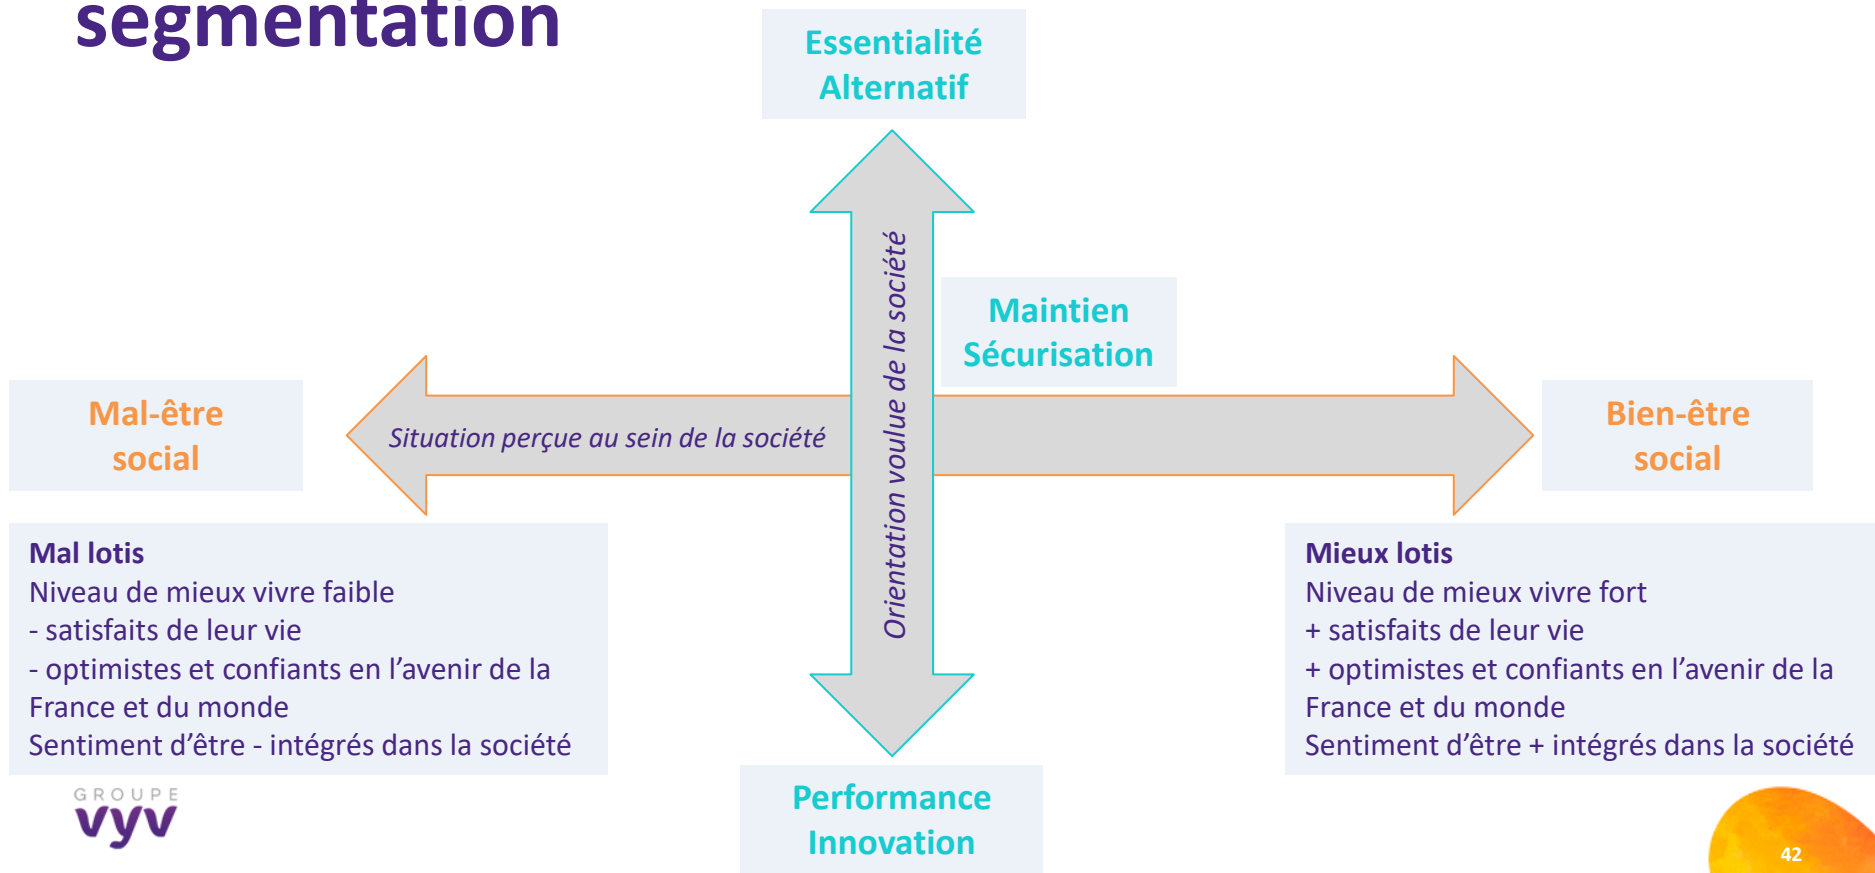 segmentation
Essentialité
Alternatif
Orientation voulue de la société
Maintien
Sécurisation
Mal-être
social
Situation perçue au sein de la société
Bien-être
social
Mal lotis
Niveau de mieux vivre faible
- satisfaits de leur vie
- optimistes et confiants en l’avenir de la
France et du monde
Sentiment d’être - intégrés dans la société
Mieux lotis
Niveau de mieux vivre fort
+ satisfaits de leur vie
+ optimistes et confiants en l’avenir de la
France et du monde
Sentiment d’être + intégrés dans la société
Performance
Innovation
GROUPE
vyv
42